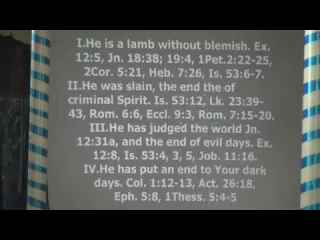 I.He is a lamb without blemish. Ex.
12:5, Jn. 18:38; 19:4, 1Pet.2:22-25,
2Cor. 5:21, Heb. 7:26, Is. 53:6-7.
II.He was slain, the end the of
criminal Spirit. Is. 53:12, Lk. 23:39-
43, Rom. 6:6, Eccl. 9:3, Rom. 7:15-20.
III.He has judged the world Jn.
12:31a, and the end of evil days. Ex.
12:8, Is. 53:4, 3, 5, Job. 11:16.
IV.He has put an end to Your dark
days. Col. 1:12-13, Act. 26:18,
Eph. 5:8, 1Thess. 5:4-5